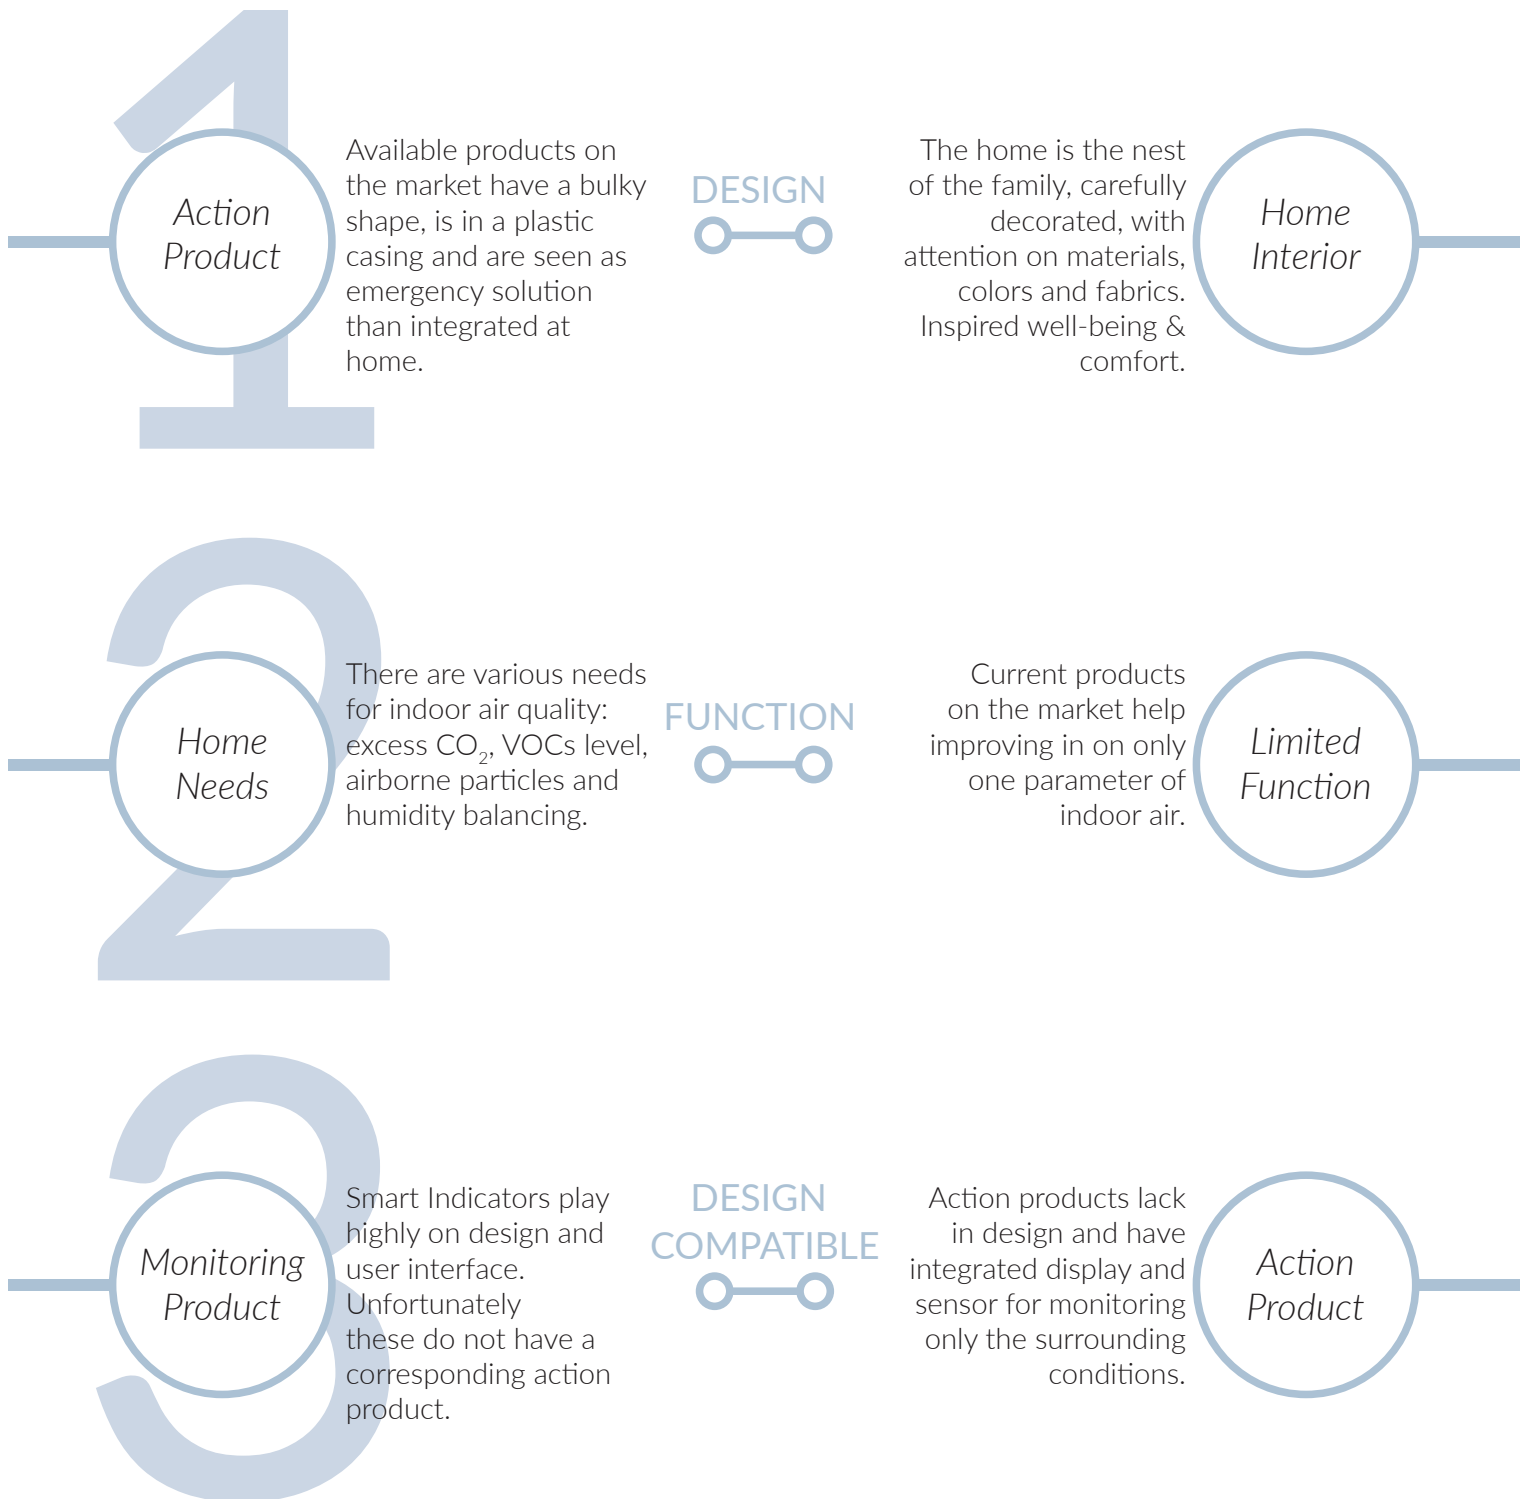 1
Action
Product
Available products on
the market have a bulky
shape, is in a plastic
casing and are seen as
emergency solution
than integrated at
home.
DESIGN
The home is the nest
of the family, carefully
decorated, with
attention on materials,
colors and fabrics.
Inspired well-being &
comfort.
Home
Interior
2
Home
Needs
There are various needs
for indoor air quality:
excess CO₂, VOCs level,
airborne particles and
humidity balancing.
FUNCTION
Current products
on the market help
improving in on only
one parameter of
indoor air.
Limited
Function
3
Monitoring
Product
Smart Indicators play
highly on design and
user interface.
Unfortunately
these do not have a
corresponding action
product.
DESIGN
COMPATIBLE
Action products lack
in design and have
integrated display and
sensor for monitoring
only the surrounding
conditions.
Action
Product